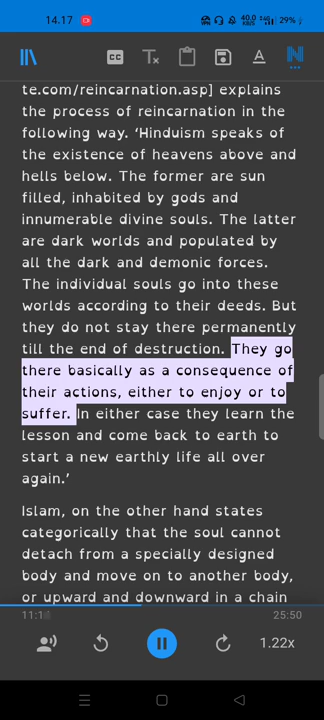 14.17
40.0
KB/S
29%
CC
T×
A
N
te.com/reincarnation.asp] explains
the process of reincarnation in the
following way. ‘Hinduism speaks of
the existence of heavens above and
hells below. The former are sun
filled, inhabited by gods and
innumerable divine souls. The latter
are dark worlds and populated by
all the dark and demonic forces.
The individual souls go into these
worlds according to their deeds. But
they do not stay there permanently
till the end of destruction. They go
there basically as a consequence of
their actions, either to enjoy or to
suffer. In either case they learn the
lesson and come back to earth to
start a new earthly life all over
again.’
Islam, on the other hand states
categorically that the soul cannot
detach from a specially designed
body and move on to another body,
or upward and downward in a chain
25:50
1.22x